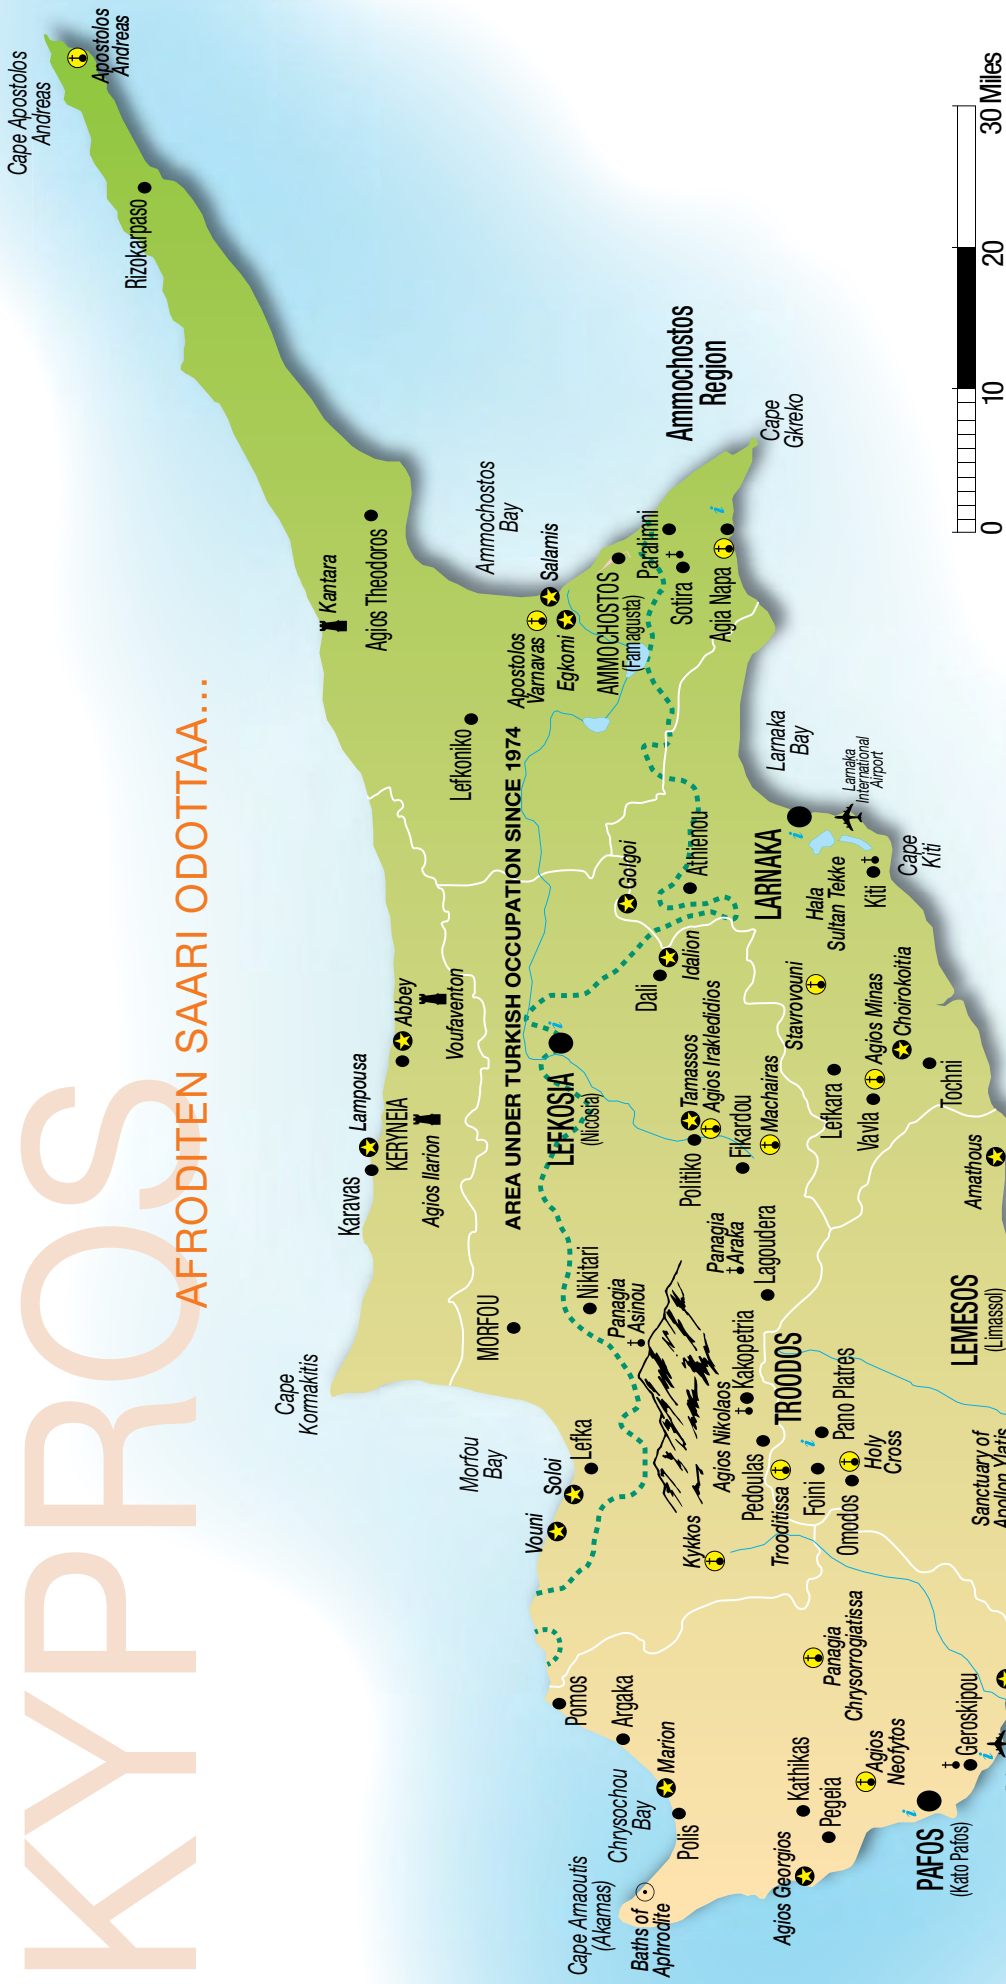 KYPROS
AFRODITEN SAARI ODOTTAA...
Cape Apostolos
Andreas
Apostolos
Andreas
Rizokarpaso
Kantara
Agios Theodoros
Ammochostos
Bay
Lefkoniko
Apostolos
Varnavas
Salamis
Egkomi
AMMOCHOSTOS
(Famagusta)
Paralimni
Sotira
Agia Napa
Ammochostos
Region
Cape
Gkreko
AREA UNDER TURKISH OCCUPATION SINCE 1974
Cape
Kormakitis
Karavas
Lampousa
KERYNEIA
Abbey
Agios Ilarion
Voufaventon
MORFOU
Morfou
Bay
LEFKOSIA
(Nicosia)
Golgoi
Athienou
Dali
Idalion
LARNAKA
Larnaka
Bay
Larnaka
International
Airport
Hala
Sultan Tekke
Kiti
Cape
Kiti
Stavrovouni
Tamassos
Agios Irakledidios
Politiko
Fikardou
Machairas
Lefkara
Vavla
Agios Minas
Choirokoitia
Tochni
Amathous
Nikitari
Panagia
Asinou
Panagia
Araka
Lagoudera
Vouni
Soloi
Lefka
Agios Nikolaos
Kakopetria
TROODOS
Kykkos
Pedoulas
Trooditissa
Foini
Pano Platres
Omodos
Holy
Cross
LEMESOS
(Limassol)
Sanctuary of
Apollon Ylatis
Pomos
Argaka
Chrysochou
Bay
Marion
Polis
Cape Arnaoutis
(Akamas)
Baths of
Aphrodite
Kathikas
Pegeia
Agios Georgios
Panagia
Chrysorrogiatissa
Agios
Neofytos
Geroskipou
PAFOS
(Kato Pafos)
0 10 20 30 Miles